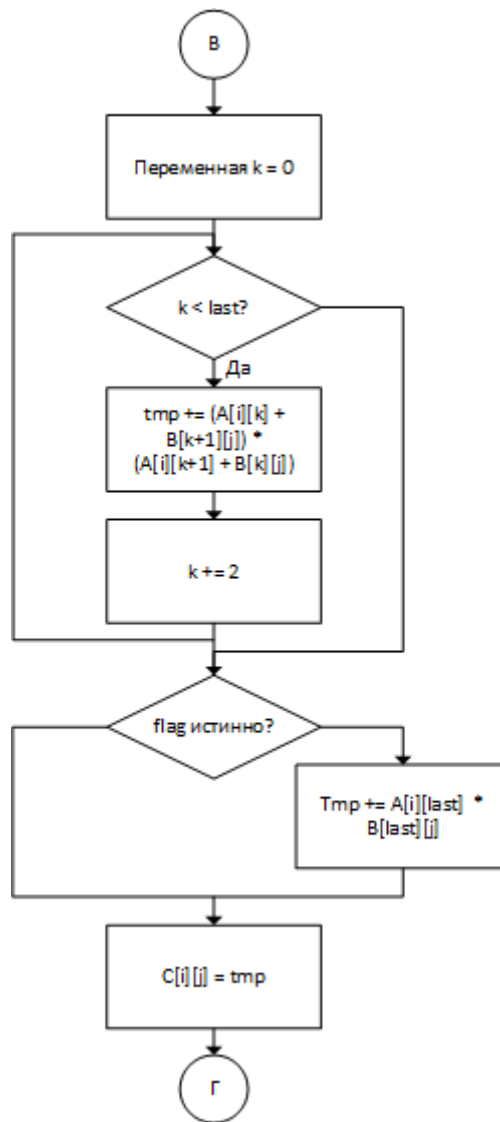 В
Переменная k = 0
k < last?
Да
tmp += (A[i][k] +
B[k+1][j]) *
(A[i][k+1] + B[k][j])
k += 2
flag истинно?
Tmp += A[i][last] *
B[last][j]
C[i][j] = tmp
Г